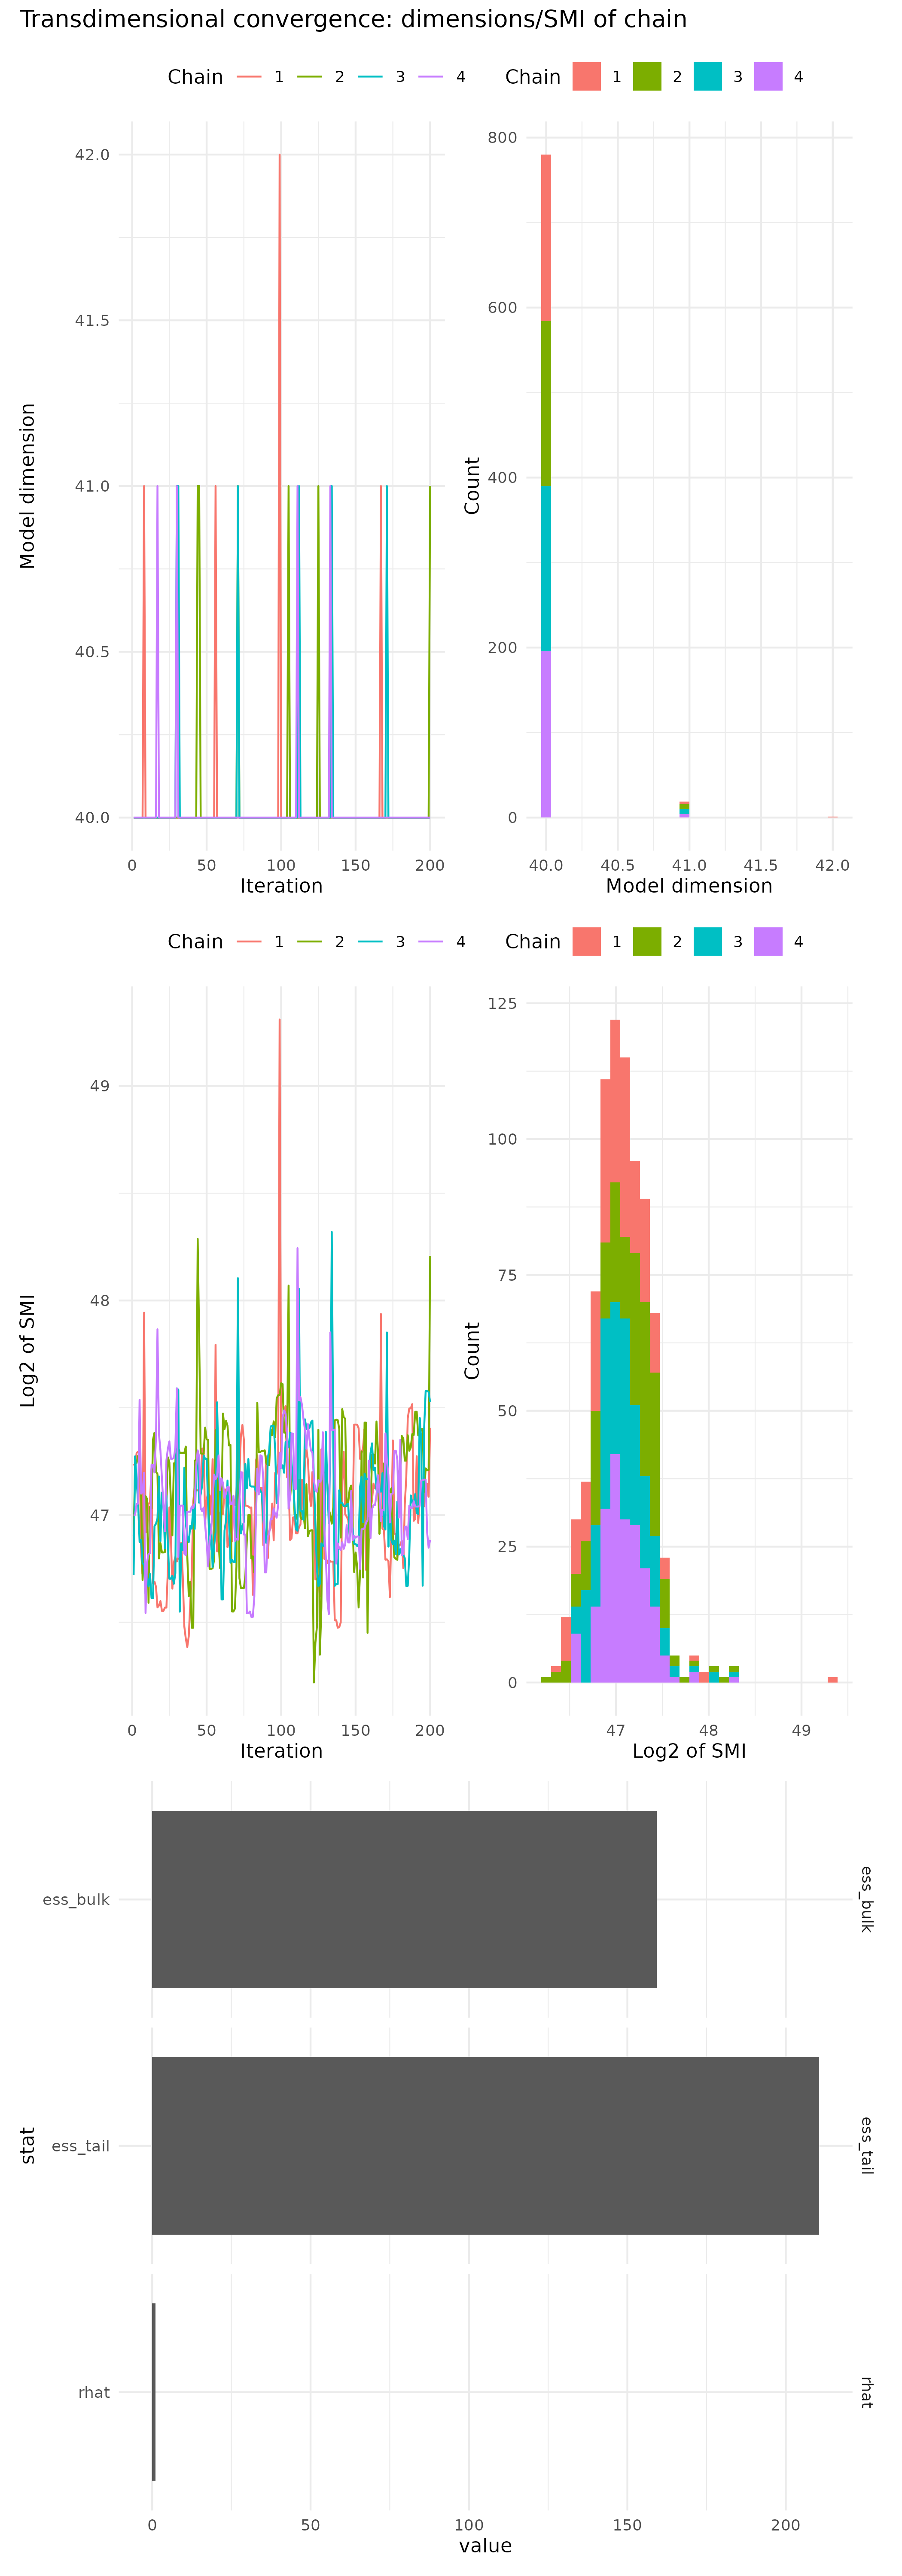 Transdimensional convergence: dimensions/SMI of chain
Chain 1 2 3 4
Chain 1 2 3 4
Model dimension
42.0
41.5
41.0
40.5
40.0
0 50 100 150 200
Iteration
Count
800
600
400
200
0
40.0 40.5 41.0 41.5 42.0
Model dimension
Chain 1 2 3 4
Chain 1 2 3 4
Log2 of SMI
49
48
47
0 50 100 150 200
Iteration
Count
125
100
75
50
25
0
47 48 49
Log2 of SMI
stat
ess_bulk
ess_bulk
ess_tail
ess_tail
rhat
rhat
0 50 100 150 200
value